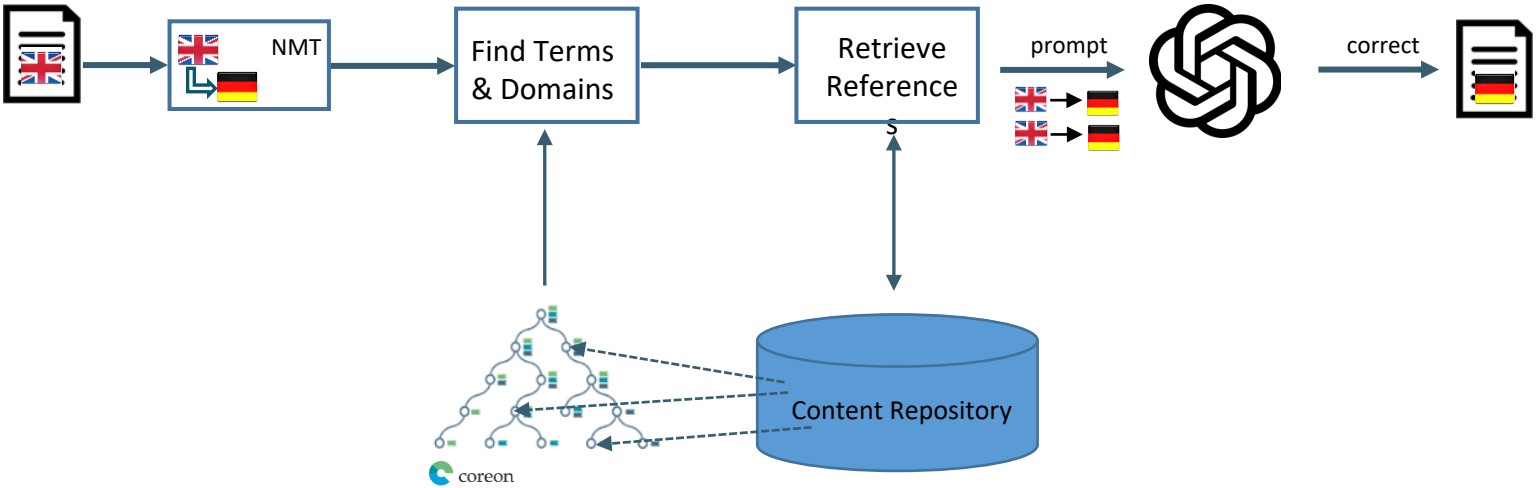 NMT
Find Terms
& Domains
Retrieve
Reference
s
prompt
correct
Content Repository
coreon